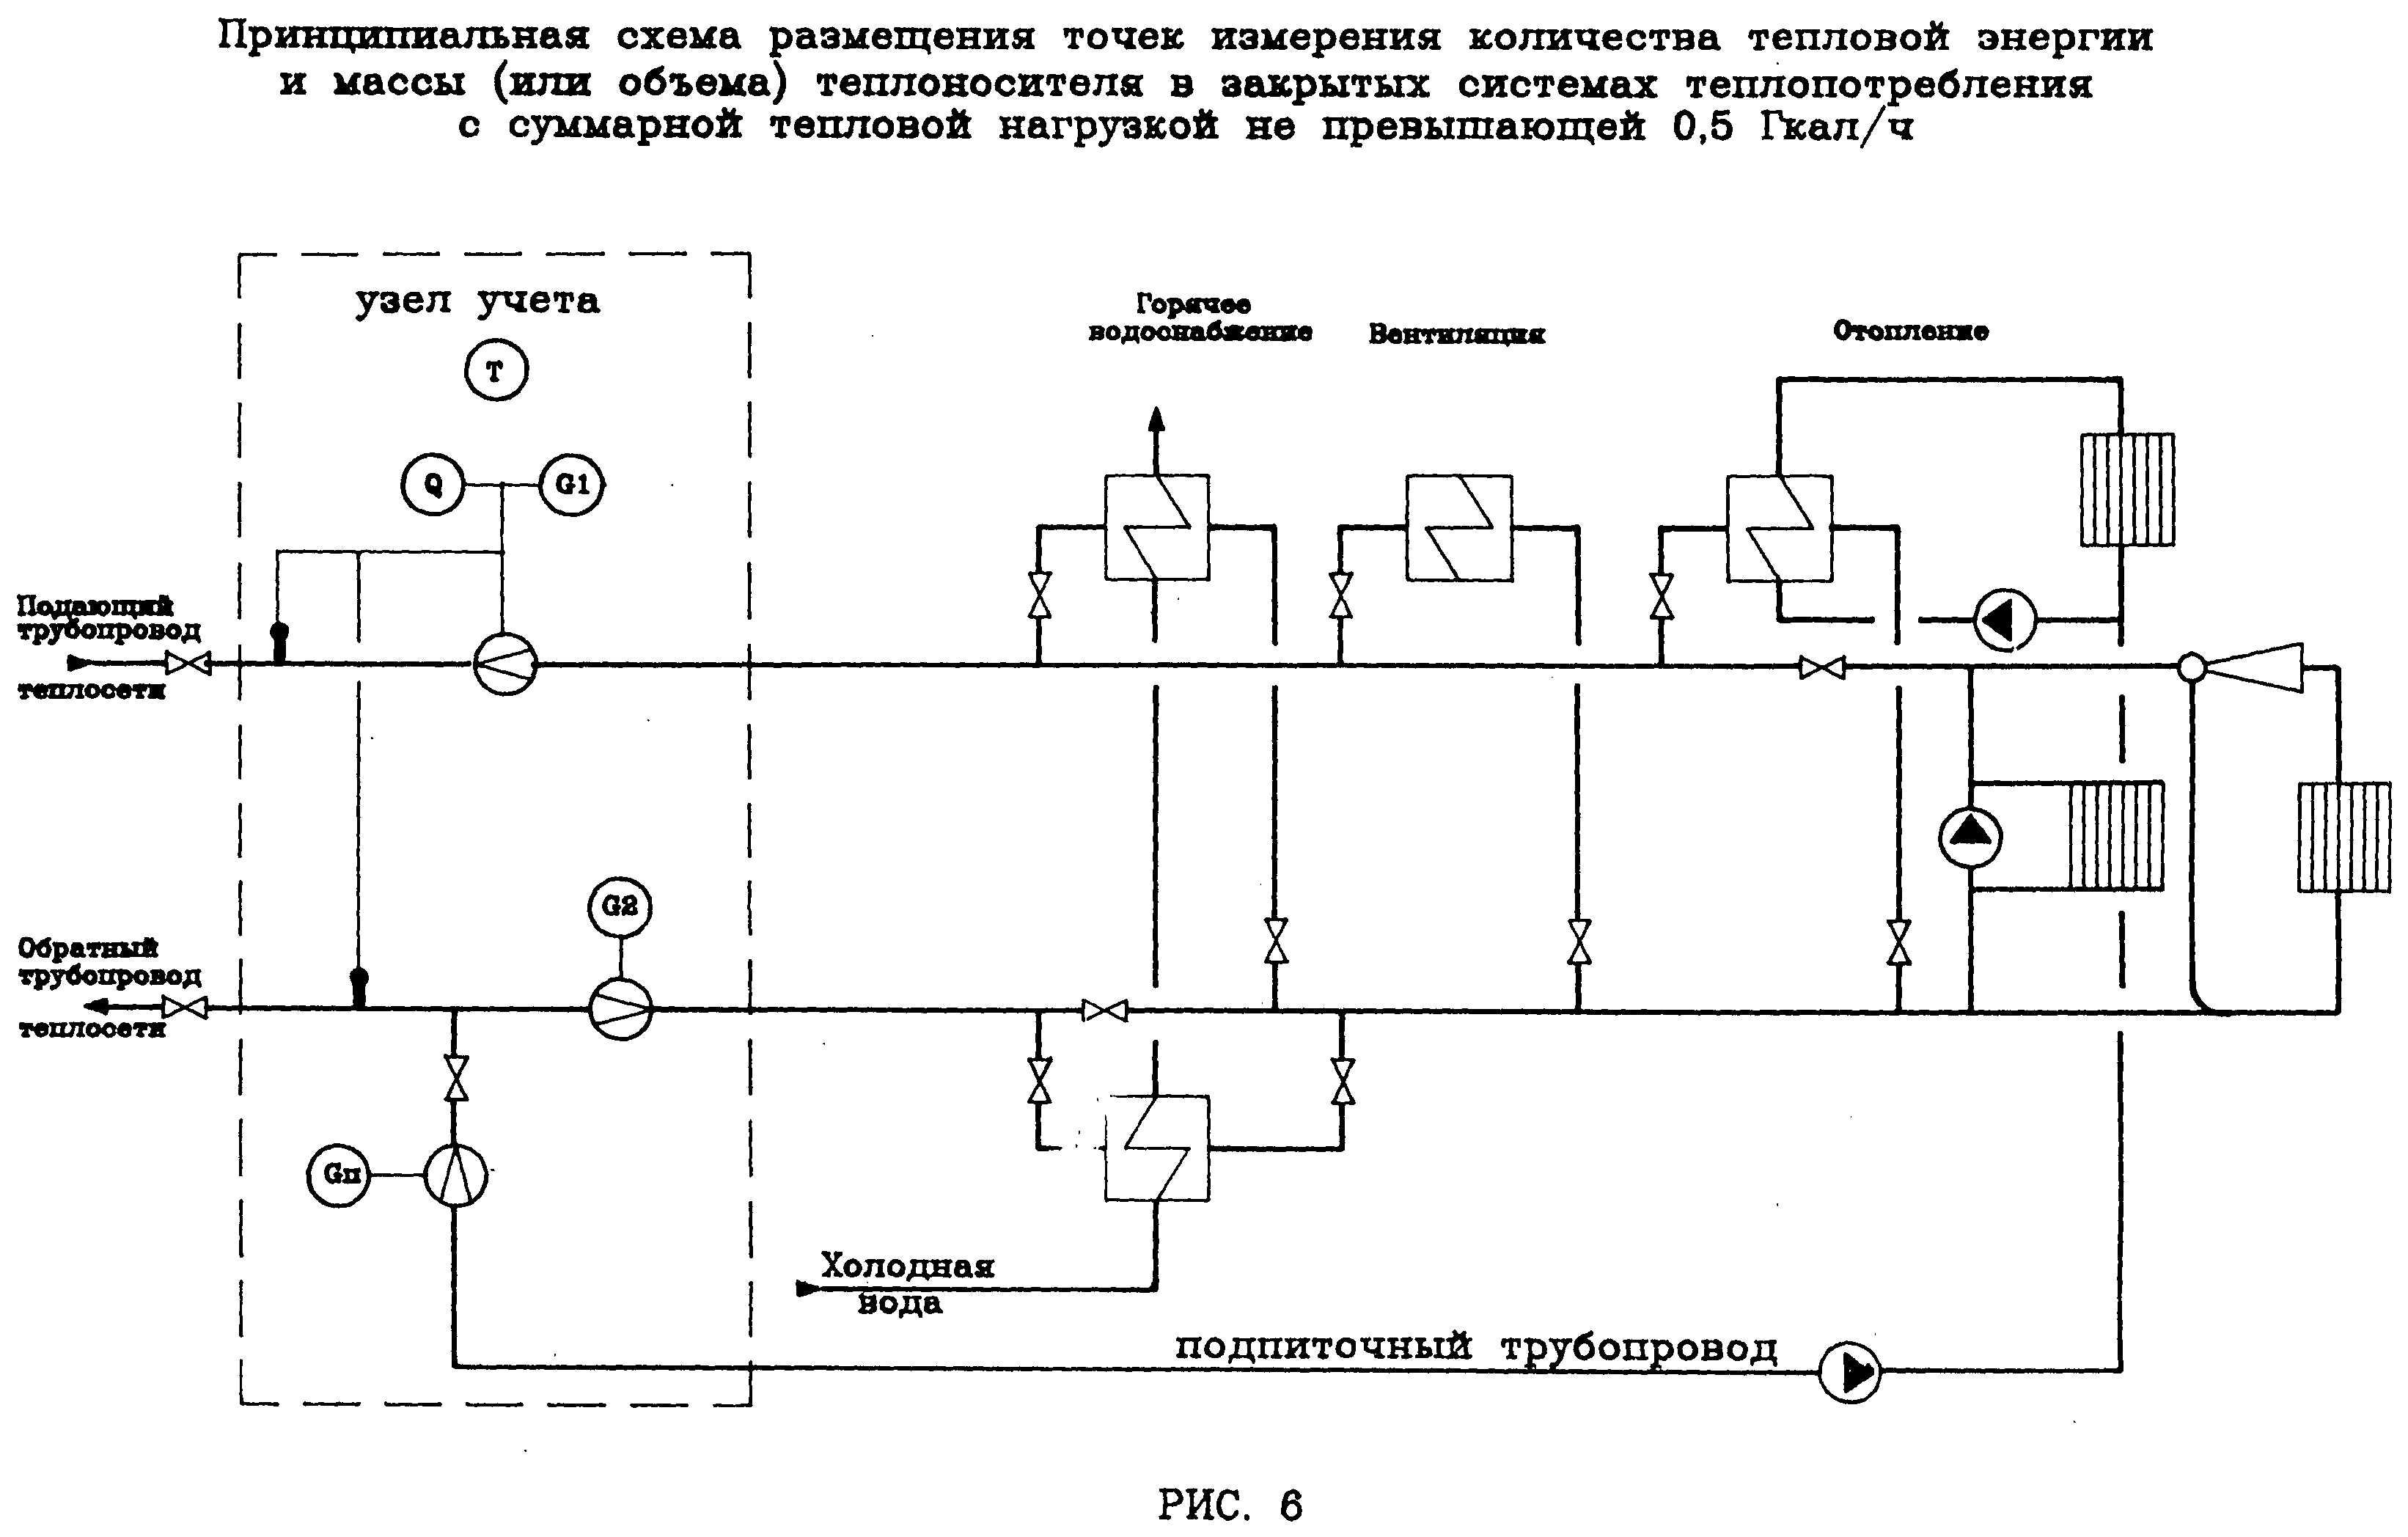 Принципиальная схема размещения точек измерения количества тепловой энергии
и массы (или объема) теплоносителя в закрытых системах теплопотребления
с суммарной тепловой нагрузкой не превышающей 0,5 Гкал/ч
узел учета
T
Q
G1
Горячее
водоснабжение
Вентиляция
Отопление
Подающий
трубопровод
теплосети
G2
Обратный
трубопровод
теплосети
Gп
Холодная
вода
подпиточный трубопровод
РИС. 6